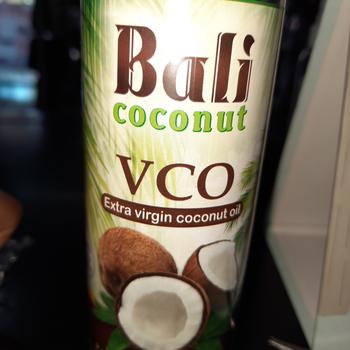 Bali
coconut
VCO
Extra virgin coconut oil